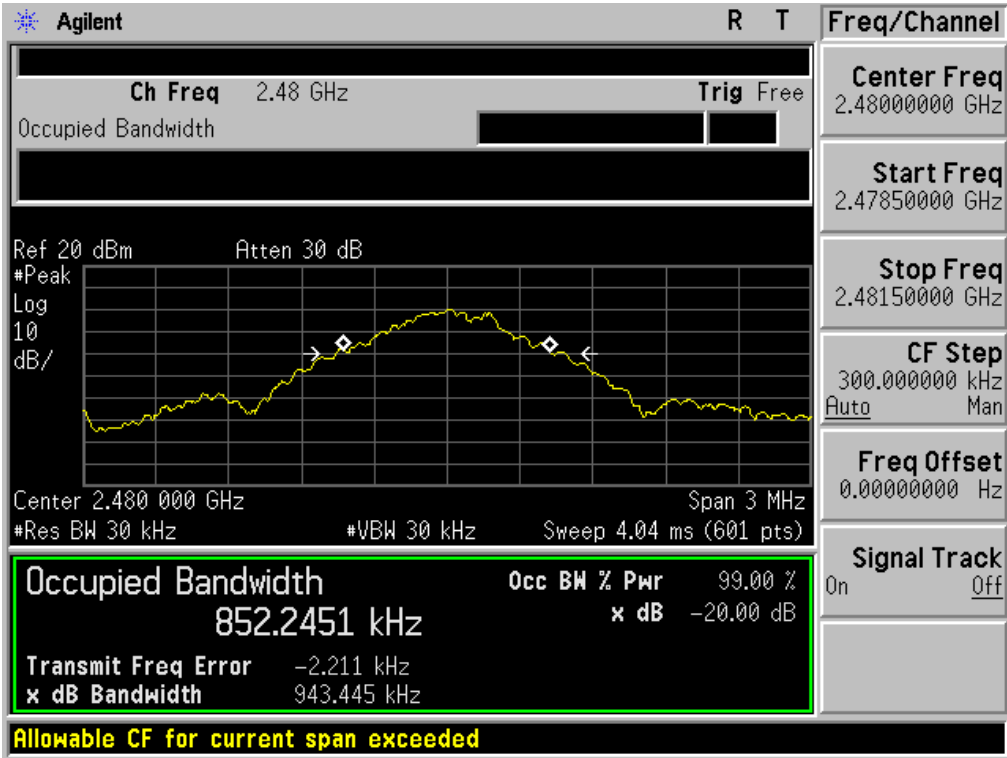 Agilent R T Freq/Channel
Ch Freq 2.48 GHz Trig Free
Occupied Bandwidth
Center Freq
2.48000000 GHz
Start Freq
2.47850000 GHz
Stop Freq
2.48150000 GHz
CF Step
300.000000 kHz
Auto Man
Freq Offset
0.00000000 Hz
Signal Track
On Off
Ref 20 dBm Atten 30 dB
#Peak
Log
10
dB/
Center 2.480 000 GHz Span 3 MHz
#Res BW 30 kHz #VBW 30 kHz Sweep 4.04 ms (601 pts)
Occupied Bandwidth
852.2451 kHz
Occ BW % Pwr 99.00 %
x dB -20.00 dB
Transmit Freq Error -2.211 kHz
x dB Bandwidth 943.445 kHz
Allowable CF for current span exceeded